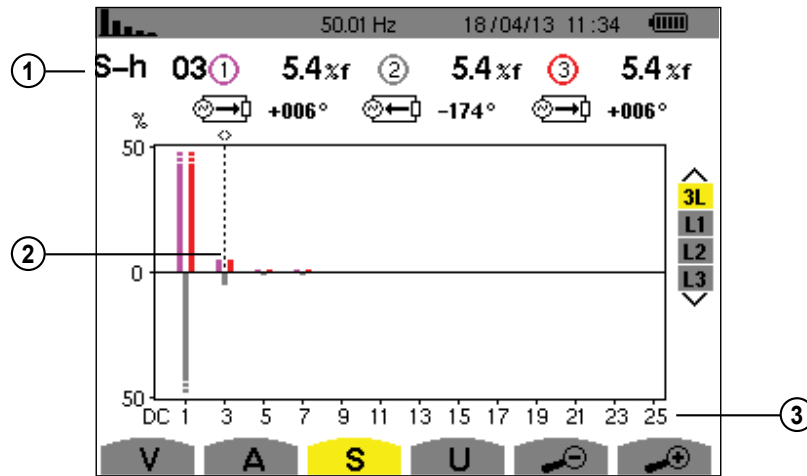 50.01 Hz 18/04/13 11:34
1 S-h 03 1 5.4 %f 2 5.4 %f 3 5.4 %f
+006° -174° +006°
%
50
3L
L1
2 L2
0 L3
50
DC 1 3 5 7 9 11 13 15 17 19 21 23 25 3
V A S U